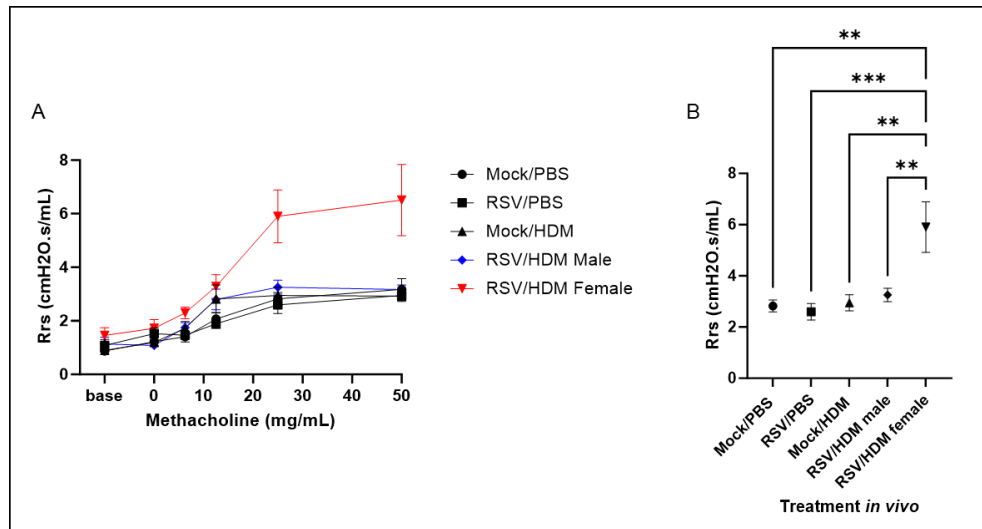 A
8
6
4
2
0
Rrs (cmH2O.s/mL)
base 0 10 20 30 40 50
Methacholine (mg/mL)
Mock/PBS
RSV/PBS
Mock/HDM
RSV/HDM Male
RSV/HDM Female
B
**
***
**
**
8
6
4
2
0
Rrs (cmH2O.s/mL)
Mock/PBS
RSV/PBS
Mock/HDM
RSV/HDM male
RSV/HDM female
Treatment in vivo